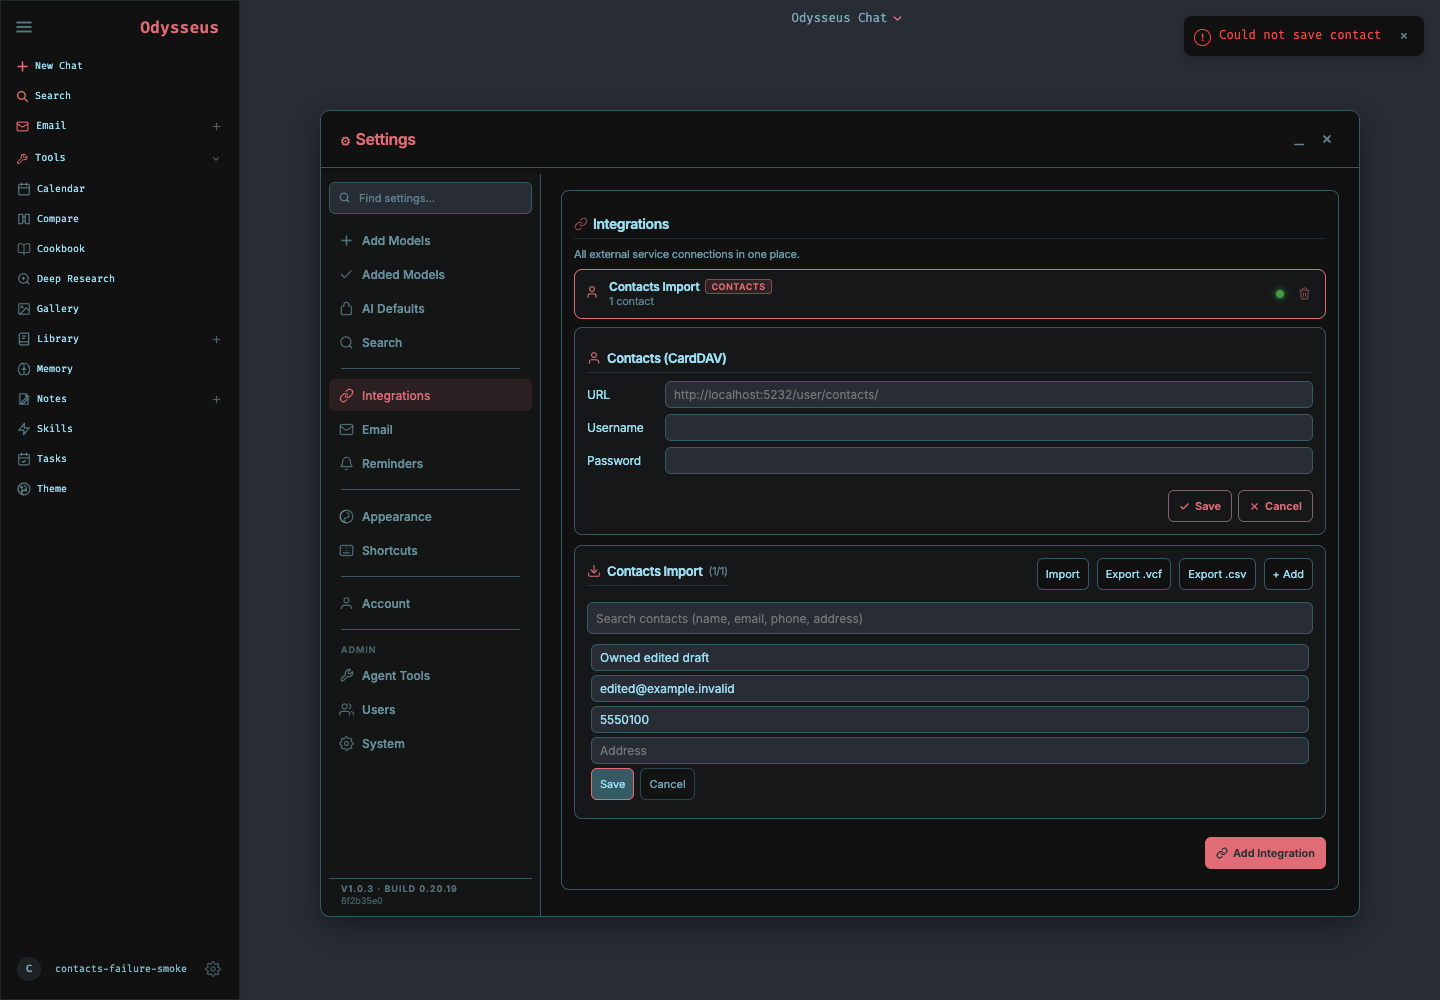 Odysseus
New Chat
Search
Email
Tools
Calendar
Compare
Cookbook
Deep Research
Gallery
Library
Memory
Notes
Skills
Tasks
Theme
C contacts-failure-smoke
Odysseus Chat
Could not save contact
Settings
Find settings...
Add Models
Added Models
AI Defaults
Search
Integrations
Email
Reminders
Appearance
Shortcuts
Account
ADMIN
Agent Tools
Users
System
V1.0.3 · BUILD 0.20.19
6f2b35e0
Integrations
All external service connections in one place.
Contacts Import CONTACTS
1 contact
Contacts (CardDAV)
URL http://localhost:5232/user/contacts/
Username
Password
Save Cancel
Contacts Import (1/1) Import Export .vcf Export .csv + Add
Search contacts (name, email, phone, address)
Owned edited draft
edited@example.invalid
5550100
Address
Save Cancel
Add Integration